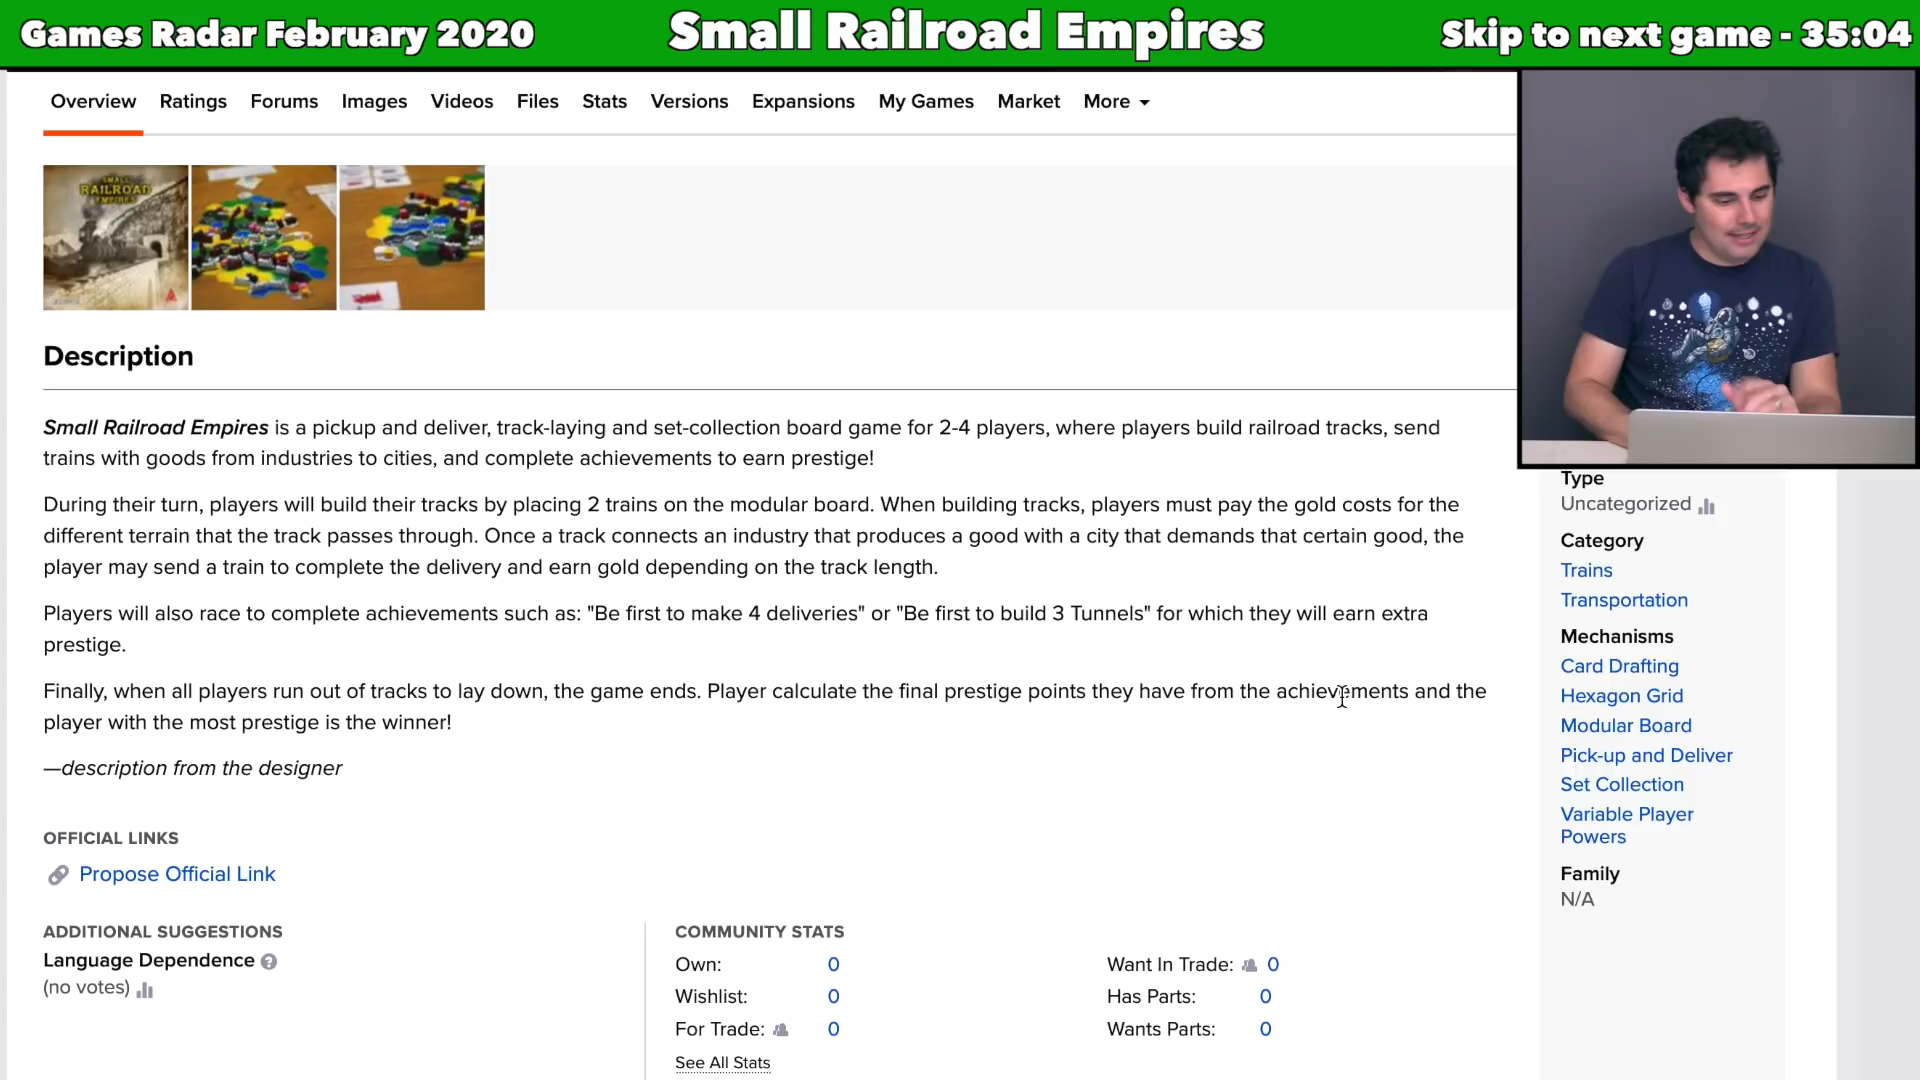 Games Radar February 2020
Small Railroad Empires
Skip to next game - 35:04
Overview Ratings Forums Images Videos Files Stats Versions Expansions My Games Market More
SMALL
RAILROAD
EMPIRES
Description
Small Railroad Empires is a pickup and deliver, track-laying and set-collection board game for 2-4 players, where players build railroad tracks, send
trains with goods from industries to cities, and complete achievements to earn prestige!
During their turn, players will build their tracks by placing 2 trains on the modular board. When building tracks, players must pay the gold costs for the
different terrain that the track passes through. Once a track connects an industry that produces a good with a city that demands that certain good, the
player may send a train to complete the delivery and earn gold depending on the track length.
Players will also race to complete achievements such as: "Be first to make 4 deliveries" or "Be first to build 3 Tunnels" for which they will earn extra
prestige.
Finally, when all players run out of tracks to lay down, the game ends. Player calculate the final prestige points they have from the achievements and the
player with the most prestige is the winner!
—description from the designer
OFFICIAL LINKS
Propose Official Link
ADDITIONAL SUGGESTIONS
Language Dependence ?
(no votes)
COMMUNITY STATS
Own: 0
Wishlist: 0
For Trade: 0
See All Stats
Want In Trade: 0
Has Parts: 0
Wants Parts: 0
Type
Uncategorized
Category
Trains
Transportation
Mechanisms
Card Drafting
Hexagon Grid
Modular Board
Pick-up and Deliver
Set Collection
Variable Player
Powers
Family
N/A